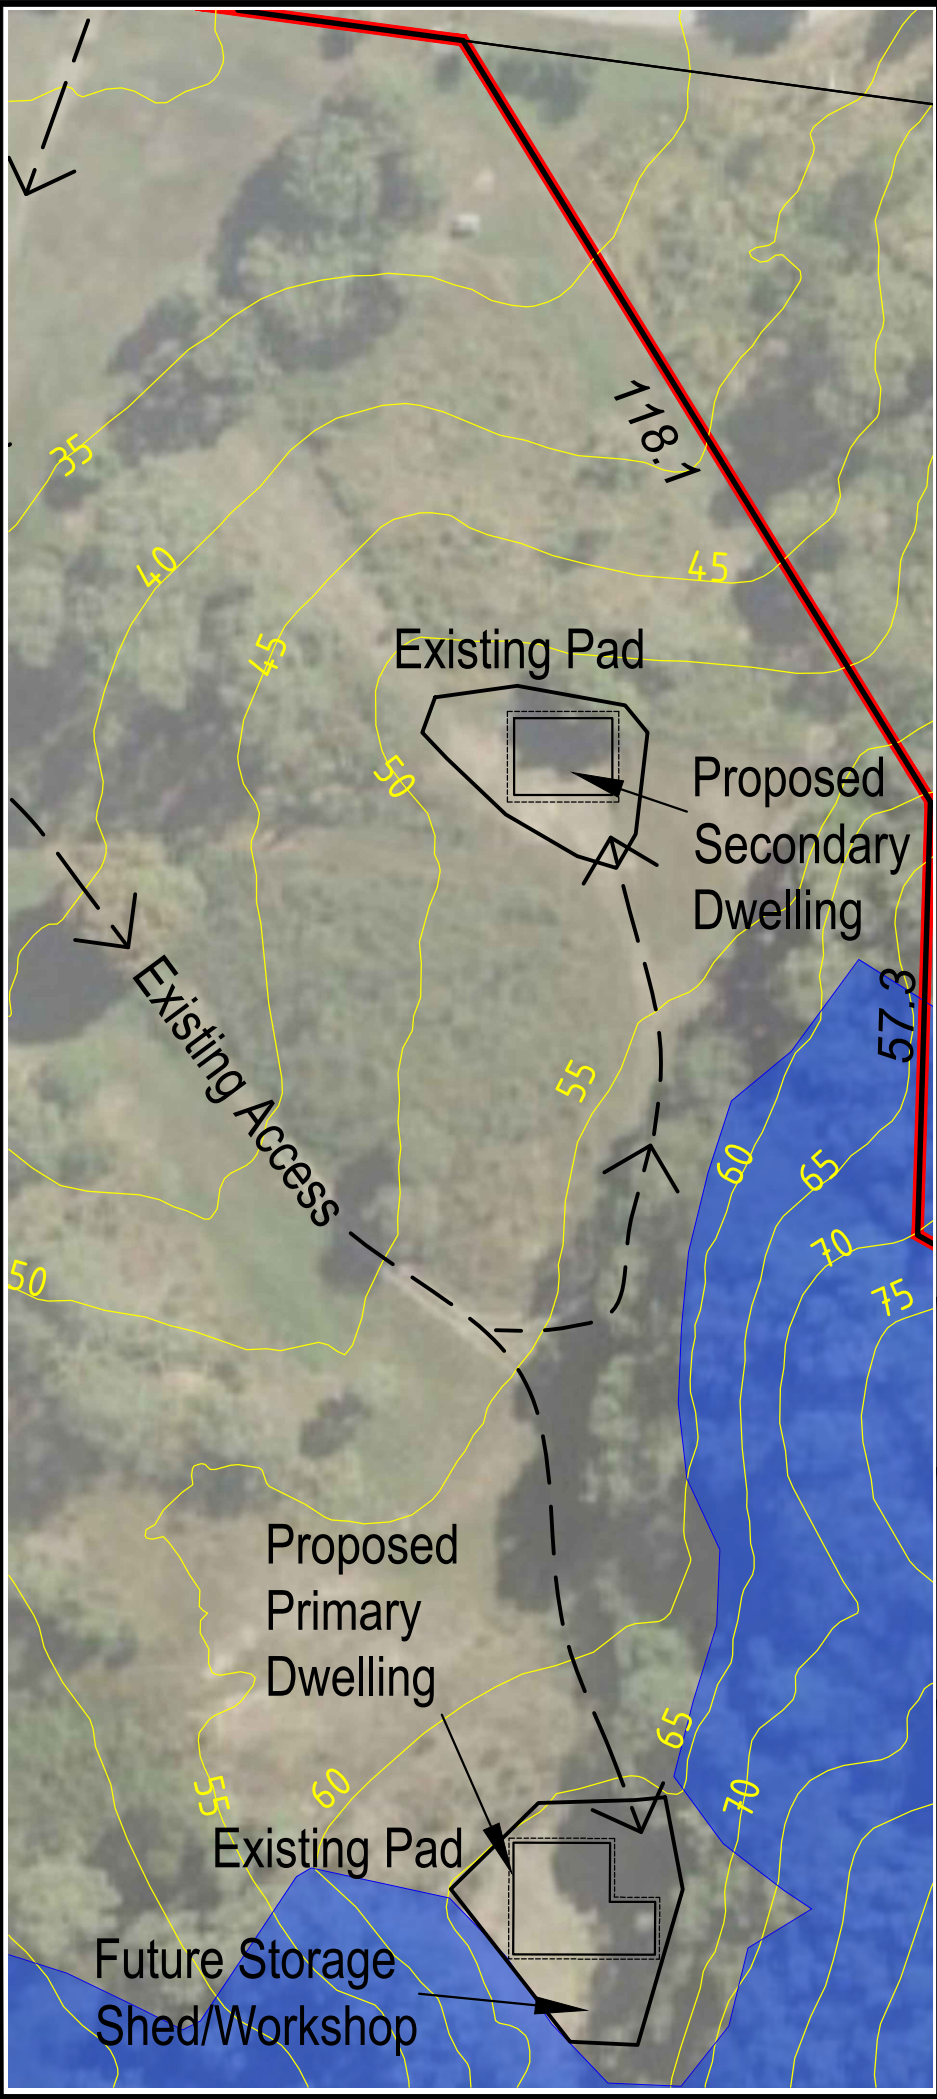 118.1
35
40
45
45
Existing Pad
50
Proposed
Secondary
Dwelling
Existing Access
57.3
55
60
65
70
75
50
Proposed
Primary
Dwelling
65
70
55
60
Existing Pad
Future Storage
Shed/Workshop